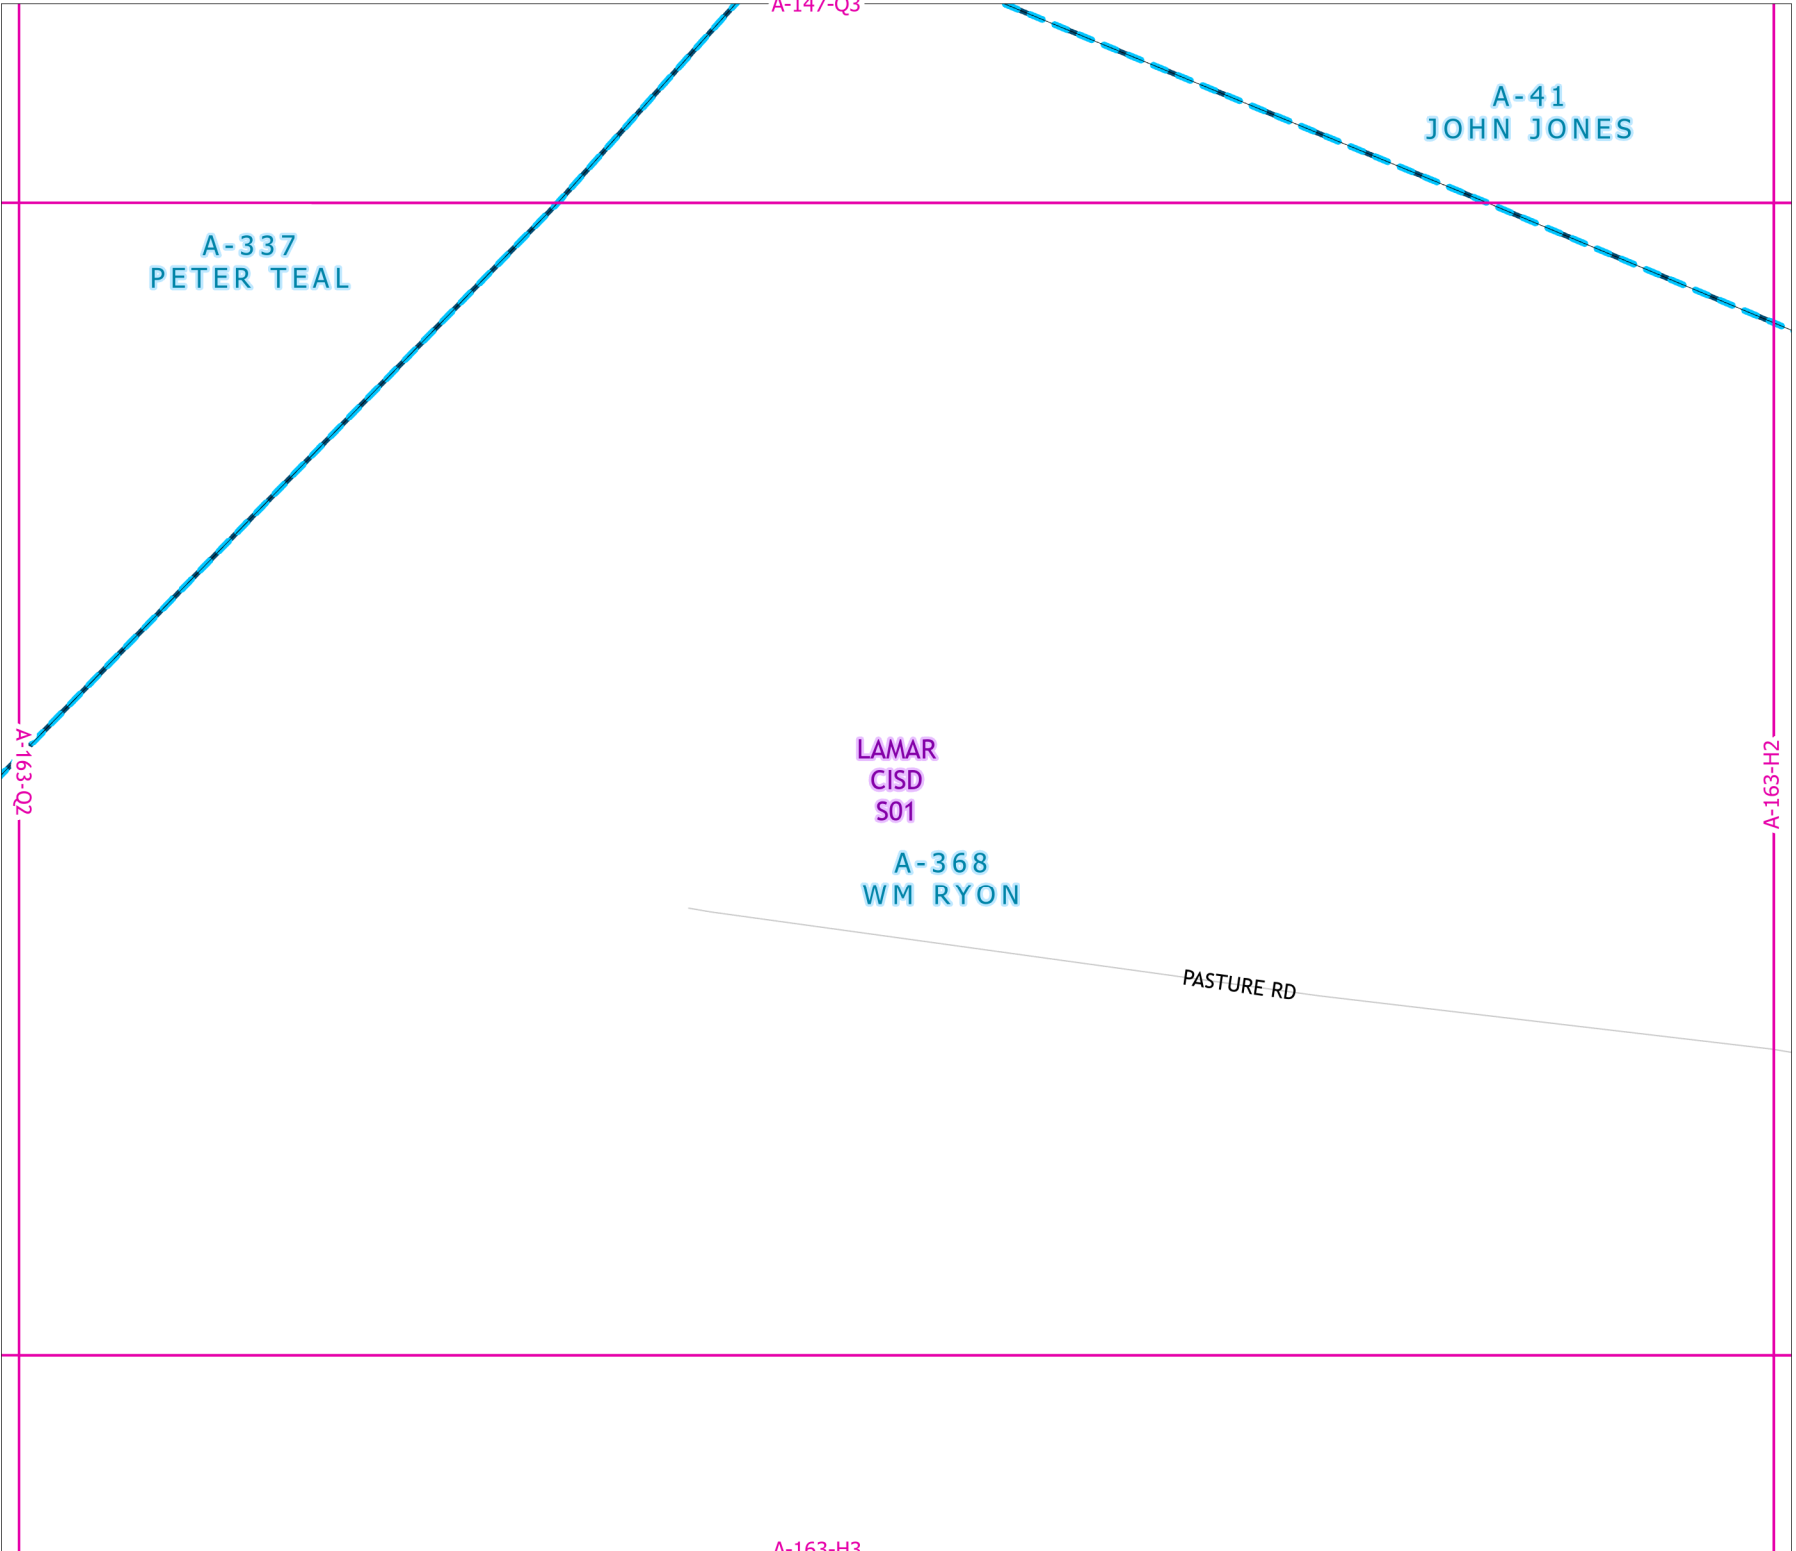 A-147-Q3
A-41
JOHN JONES
A-337
PETER TEAL
A-163-Q2
LAMAR
CISD
S01
A-163-H2
A-368
WM RYON
PASTURE RD
A-163-H3